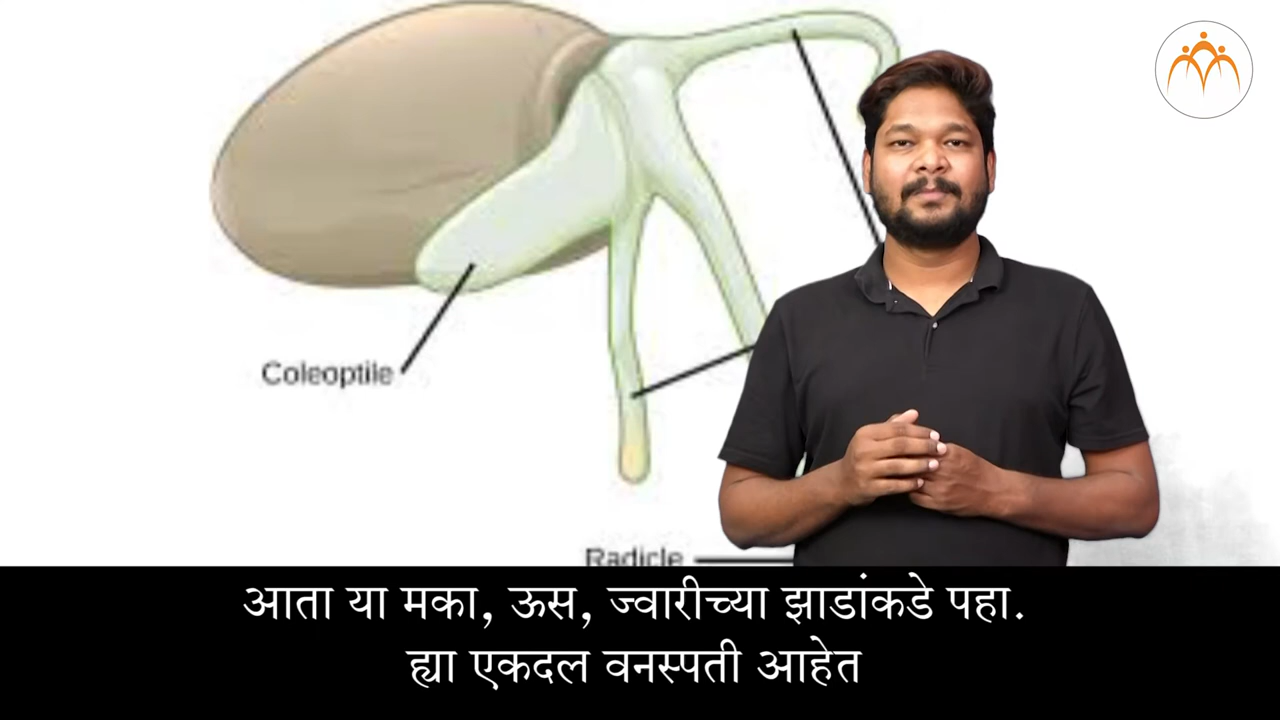 Coleoptile
Radicle
आता या मका, ऊस, ज्वारीच्या झाडांकडे पहा.
ह्या एकदल वनस्पती आहेत